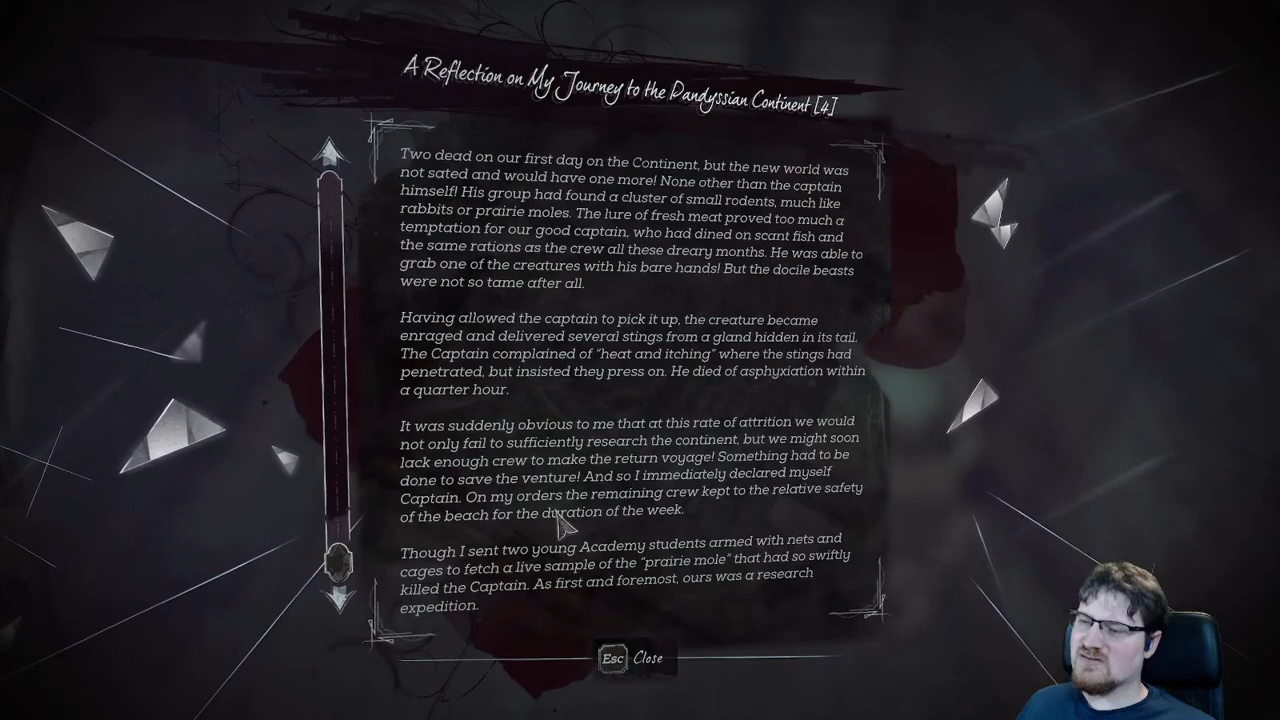 A Reflection on My Journey to the Pandyssian Continent [4]
Two dead on our first day on the Continent, but the new world was
not sated and would have one more! None other than the captain
himself! His group had found a cluster of small rodents, much like
rabbits or prairie moles. The lure of fresh meat proved too much a
temptation for our good captain, who had dined on scant fish and
the same rations as the crew all these dreary months. He was able to
grab one of the creatures with his bare hands! But the docile beasts
were not so tame after all.
Having allowed the captain to pick it up, the creature became
enraged and delivered several stings from a gland hidden in its tail.
The Captain complained of "heat and itching" where the stings had
penetrated, but insisted they press on. He died of asphyxiation within
a quarter hour.
It was suddenly obvious to me that at this rate of attrition we would
not only fail to sufficiently research the continent, but we might soon
lack enough crew to make the return voyage! Something had to be
done to save the venture! And so I immediately declared myself
Captain. On my orders the remaining crew kept to the relative safety
of the beach for the duration of the week.
Though I sent two young Academy students armed with nets and
cages to fetch a live sample of the "prairie mole" that had so swiftly
killed the Captain. As first and foremost, ours was a research
expedition.
Esc Close